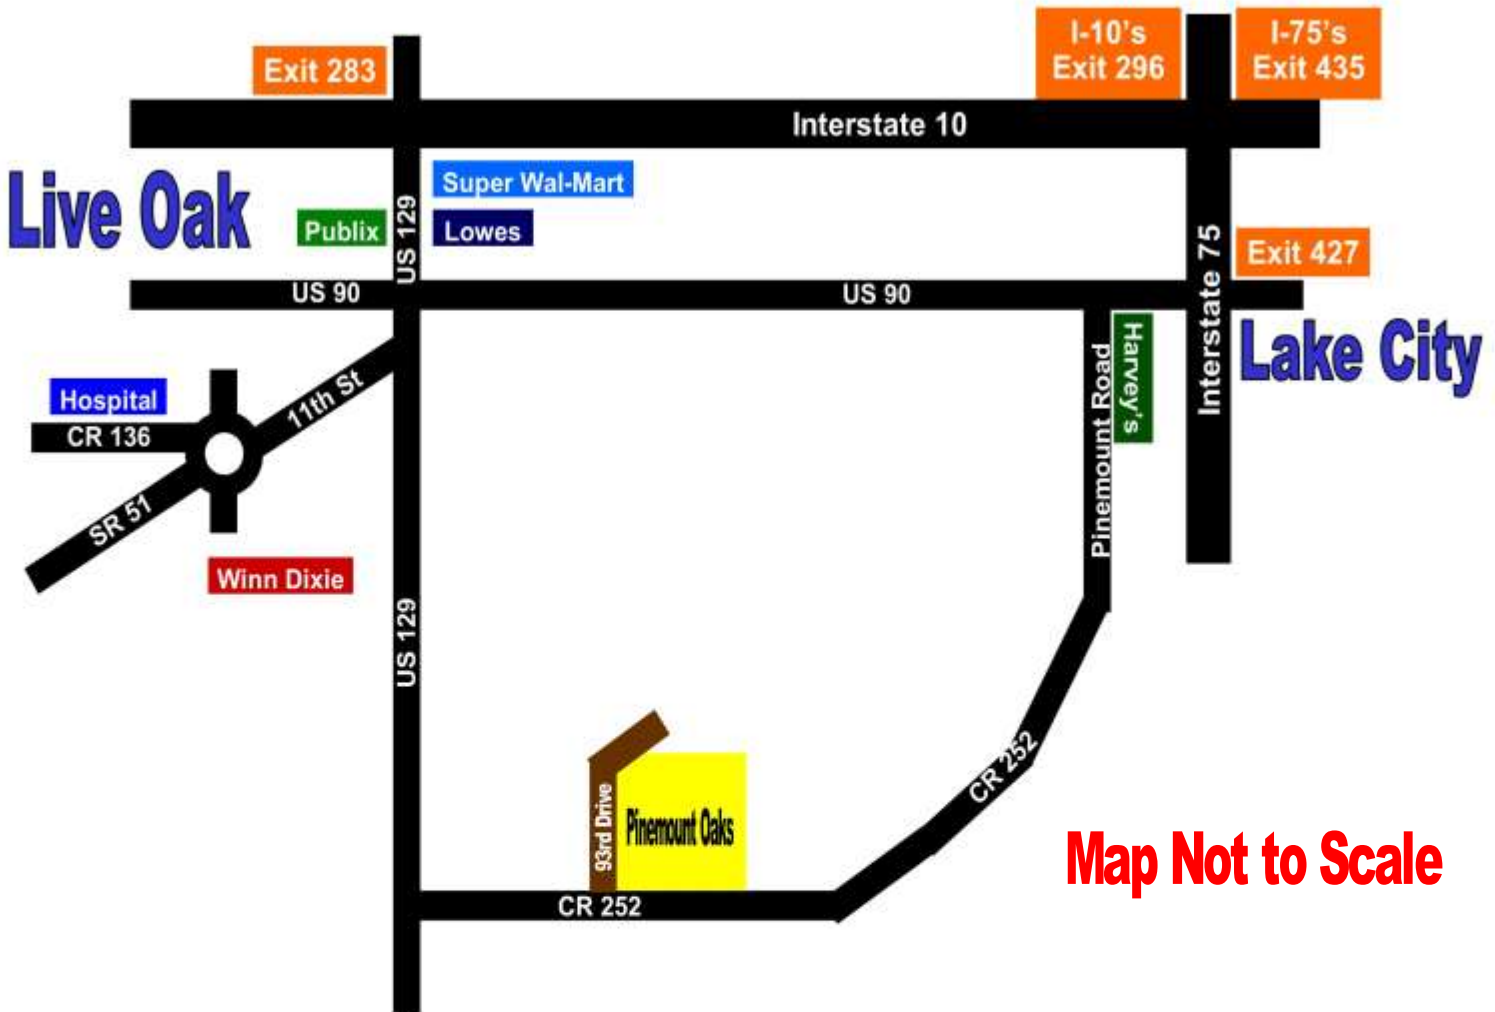 I-10's
Exit 296
I-75's
Exit 435
Exit 283
Interstate 10
Live Oak
Super Wal-Mart
Publix
US 129
Lowes
Exit 427
US 90
US 90
Interstate 75
Lake City
Harvey's
Pinemount Road
Hospital
CR 136
11th St
SR 51
Winn Dixie
US 129
CR 252
93rd Drive
Pinemount Oaks
Map Not to Scale
CR 252